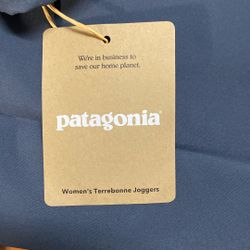 We're in business to
save our home planet.
patagonia®
Women's Terrebonne Joggers